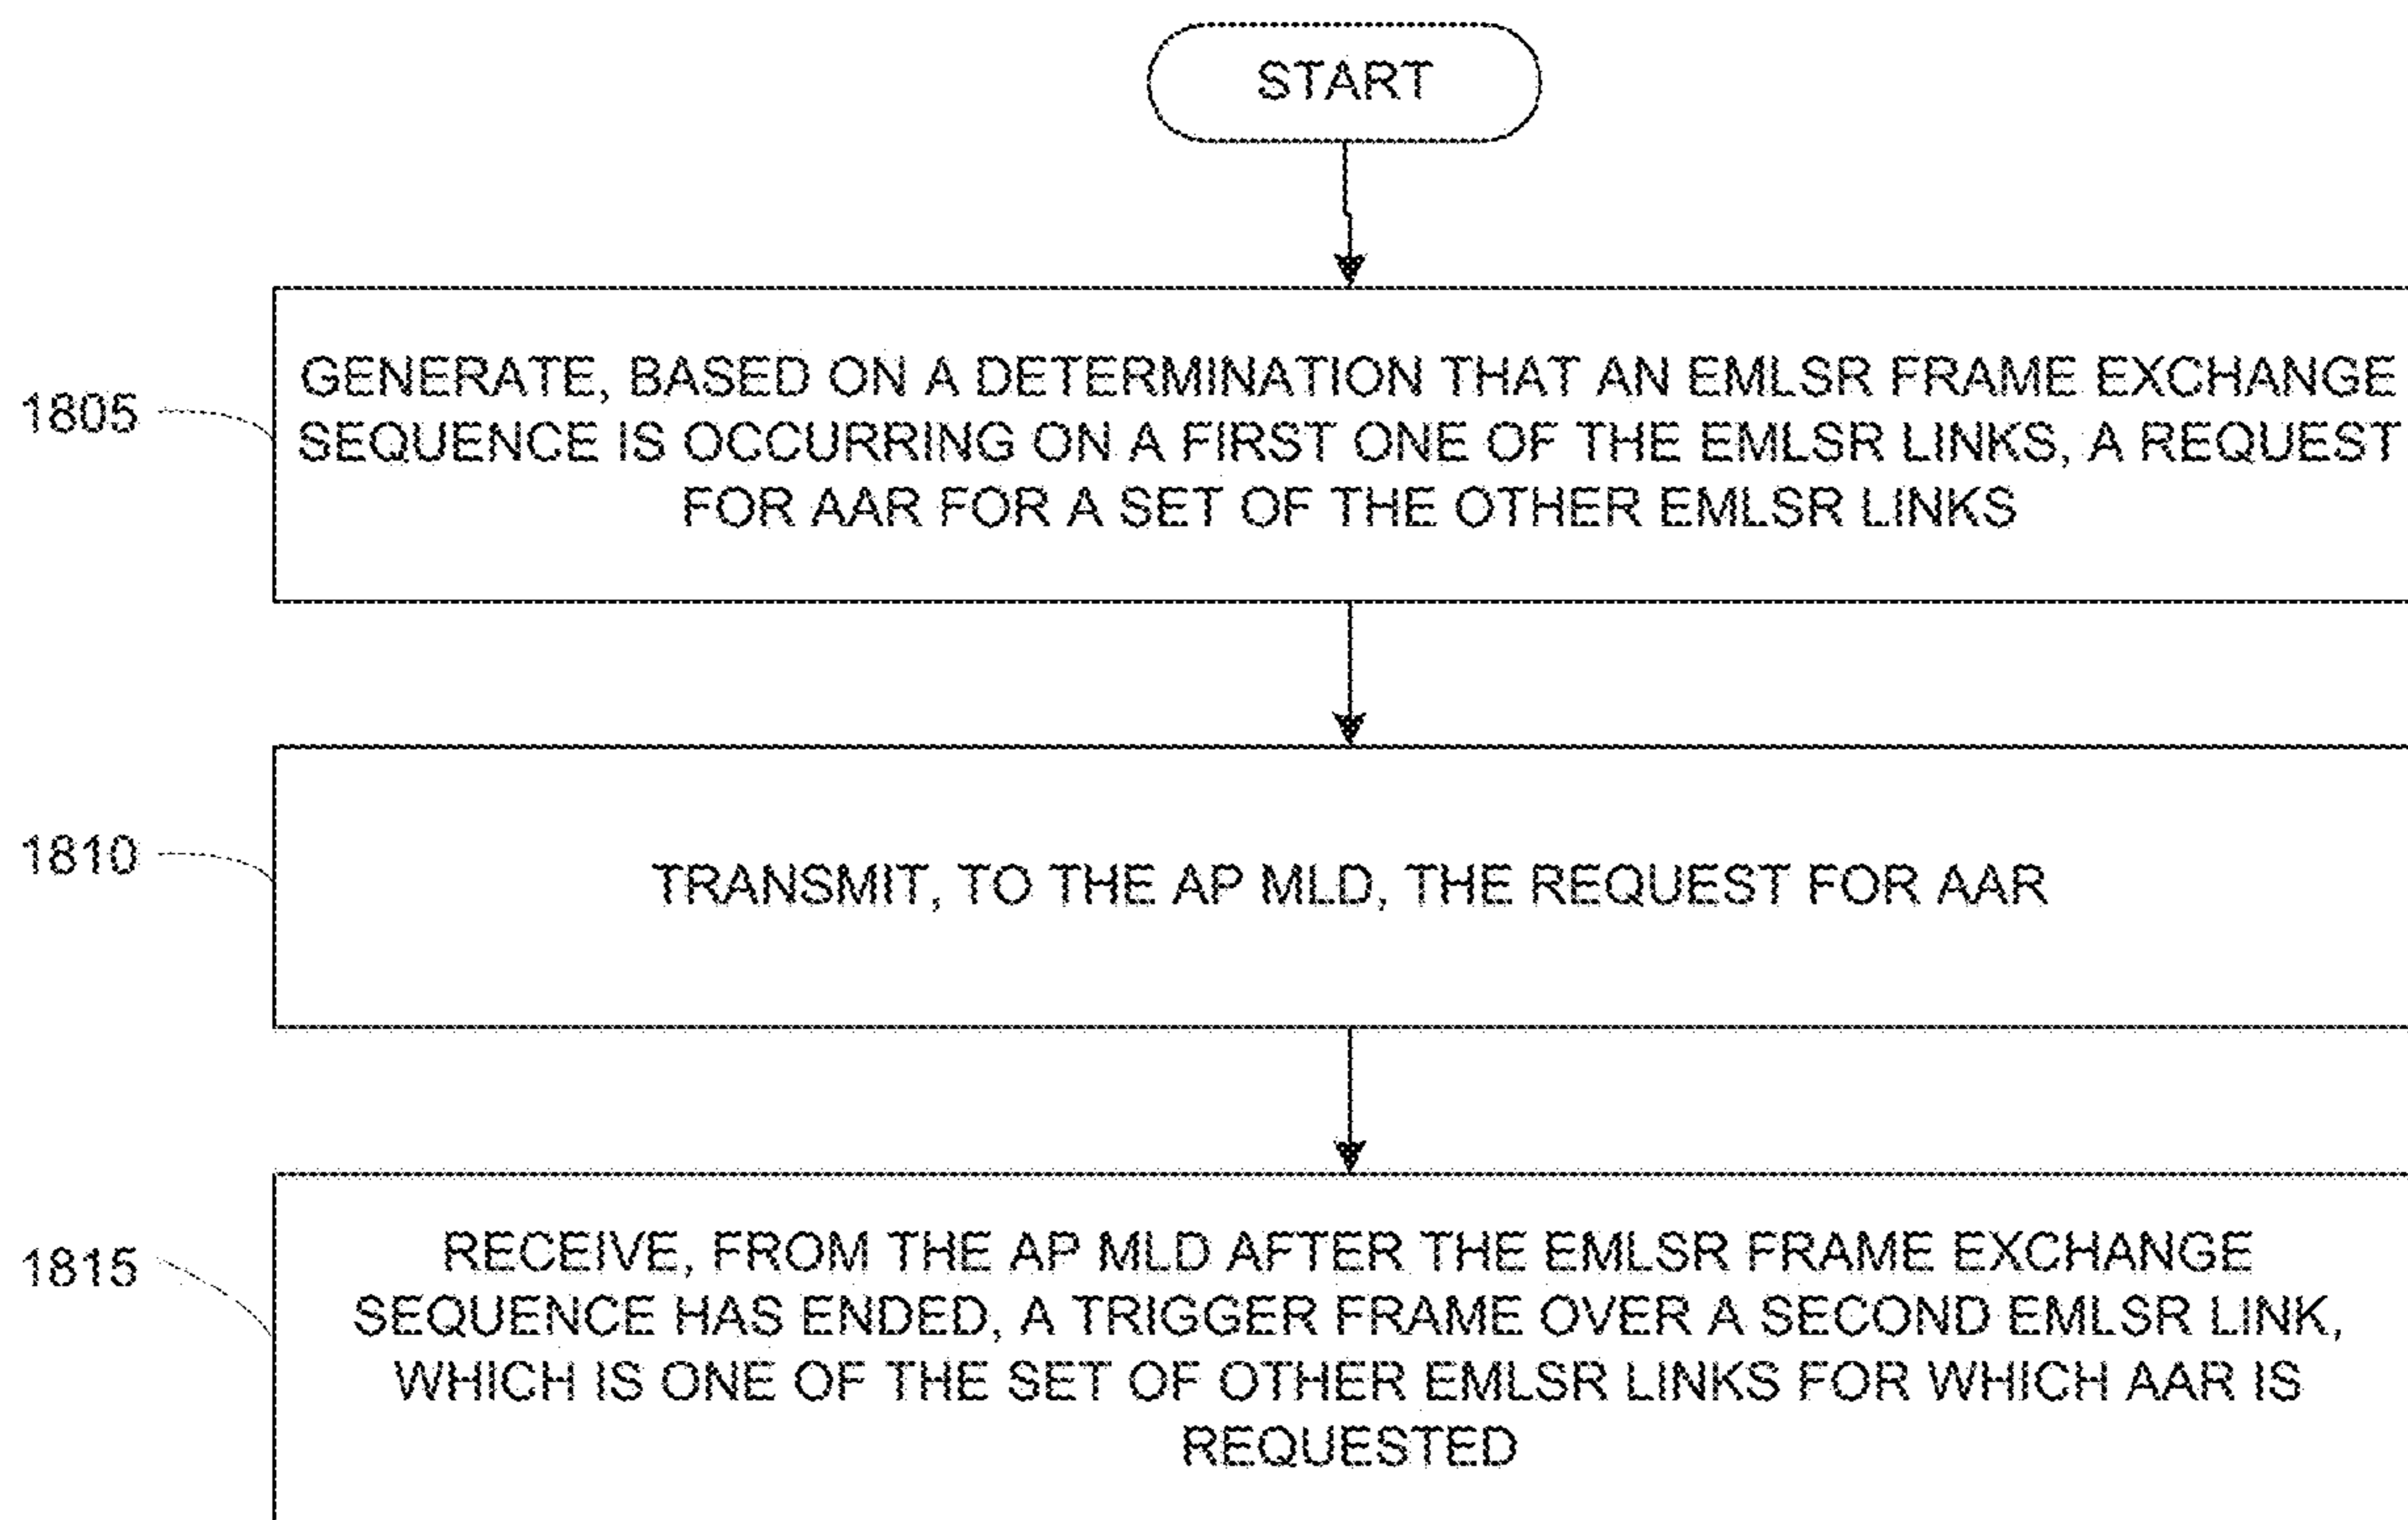 START
1805
GENERATE, BASED ON A DETERMINATION THAT AN EMLSR FRAME EXCHANGE
SEQUENCE IS OCCURRING ON A FIRST ONE OF THE EMLSR LINKS, A REQUEST
FOR AAR FOR A SET OF THE OTHER EMLSR LINKS
1810
TRANSMIT, TO THE AP MLD, THE REQUEST FOR AAR
1815
RECEIVE, FROM THE AP MLD AFTER THE EMLSR FRAME EXCHANGE
SEQUENCE HAS ENDED, A TRIGGER FRAME OVER A SECOND EMLSR LINK,
WHICH IS ONE OF THE SET OF OTHER EMLSR LINKS FOR WHICH AAR IS
REQUESTED